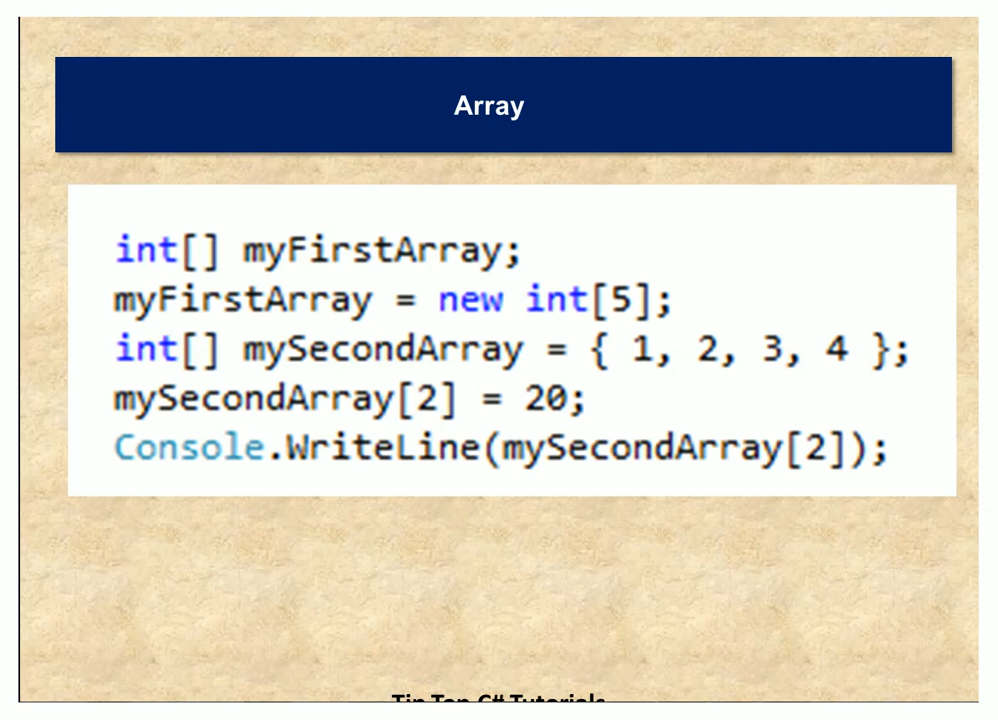 Array
int[] myFirstArray;
myFirstArray = new int[5];
int[] mySecondArray = { 1, 2, 3, 4 };
mySecondArray[2] = 20;
Console.WriteLine(mySecondArray[2]);
Tip Top C# Tutorials